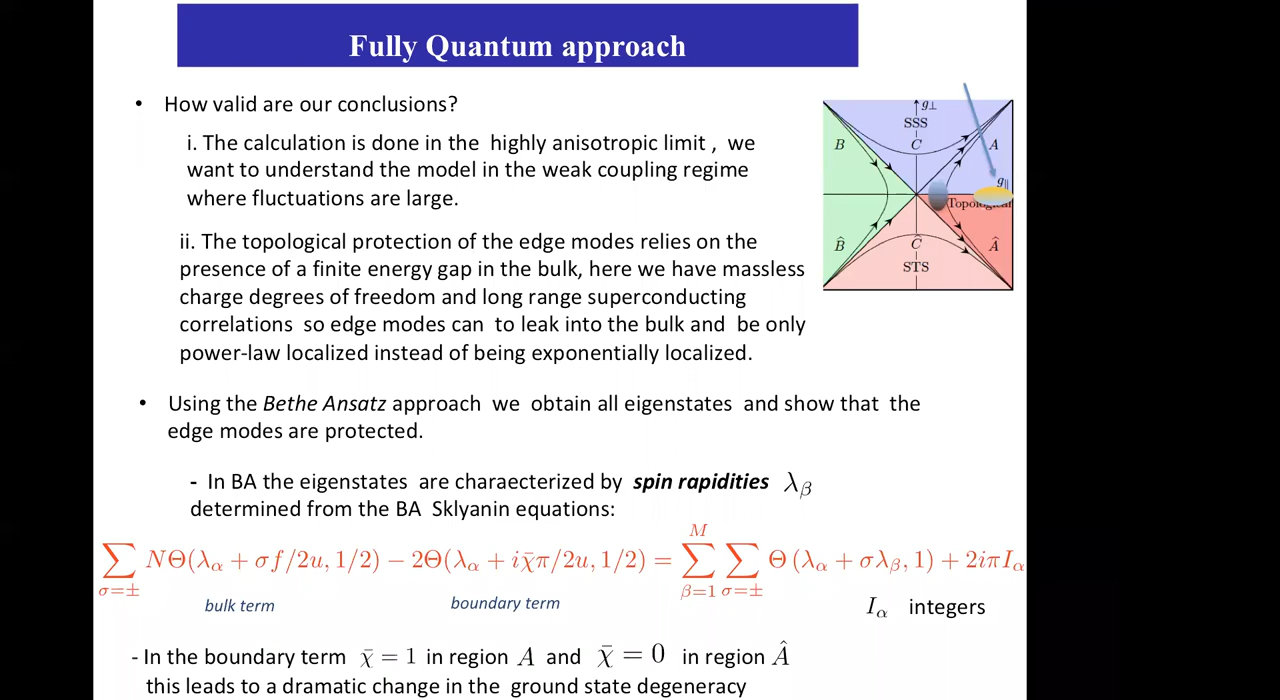 Fully Quantum approach
• How valid are our conclusions?
i. The calculation is done in the highly anisotropic limit , we
want to understand the model in the weak coupling regime
where fluctuations are large.
ii. The topological protection of the edge modes relies on the
presence of a finite energy gap in the bulk, here we have massless
charge degrees of freedom and long range superconducting
correlations so edge modes can to leak into the bulk and be only
power-law localized instead of being exponentially localized.
g⊥
SSS
B
C
A
g∥
Topological
B̂
Ĉ
Â
STS
• Using the Bethe Ansatz approach we obtain all eigenstates and show that the
edge modes are protected.
- In BA the eigenstates are charaecterized by spin rapidities λ_β
determined from the BA Sklyanin equations:
∑_{σ=±} NΘ(λ_α + σf/2u, 1/2) − 2Θ(λ_α + iχ̄π/2u, 1/2) = ∑_{β=1}^{M} ∑_{σ=±} Θ (λ_α + σλ_β, 1) + 2iπI_α
bulk term
boundary term
I_α integers
- In the boundary term χ̄ = 1 in region A and χ̄ = 0 in region Â
this leads to a dramatic change in the ground state degeneracy